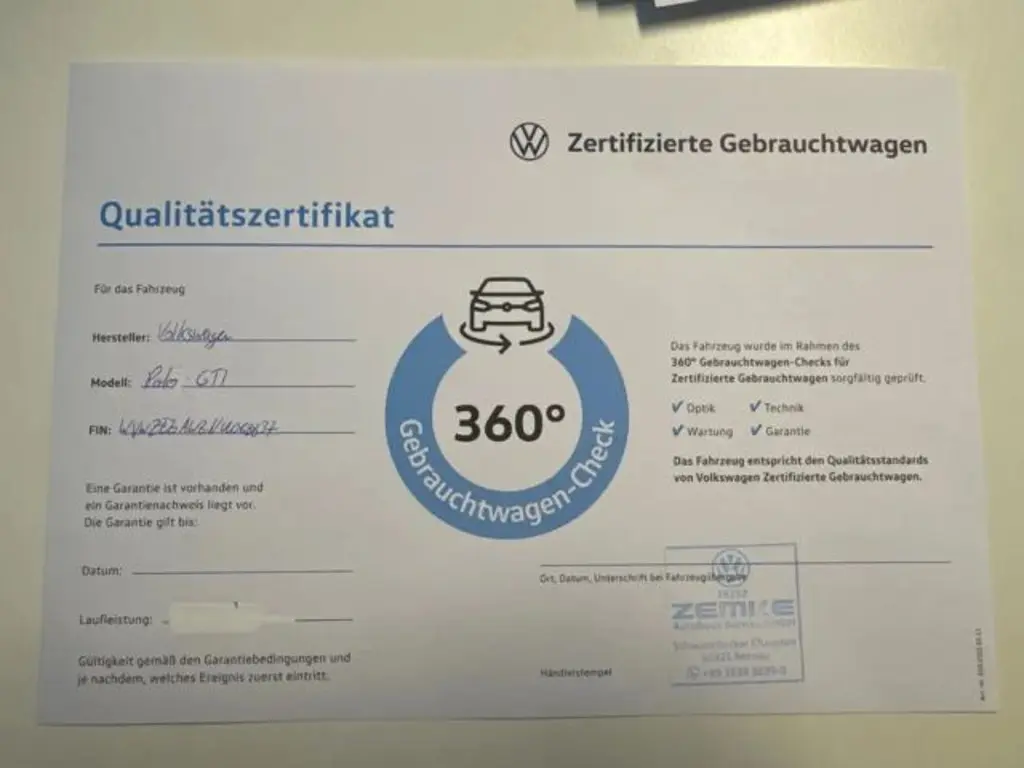 Zertifizierte Gebrauchtwagen
Qualitätszertifikat
Für das Fahrzeug
Hersteller: Volkswagen
Modell: Polo GTI
FIN:
Eine Garantie ist vorhanden und
ein Garantienachweis liegt vor.
Die Garantie gilt bis:
Datum:
Laufleistung:
Gültigkeit gemäß den Garantiebedingungen und
je nachdem, welches Ereignis zuerst eintritt.
360°
Gebrauchtwagen-Check
Das Fahrzeug wurde im Rahmen des
360° Gebrauchtwagen-Checks für
Zertifizierte Gebrauchtwagen sorgfältig geprüft.
✓ Optik ✓ Technik
✓ Wartung ✓ Garantie
Das Fahrzeug entspricht den Qualitätsstandards
von Volkswagen Zertifizierte Gebrauchtwagen.
Ort, Datum, Unterschrift bei Fahrzeugübergabe
Händlerstempel
ZEMKE